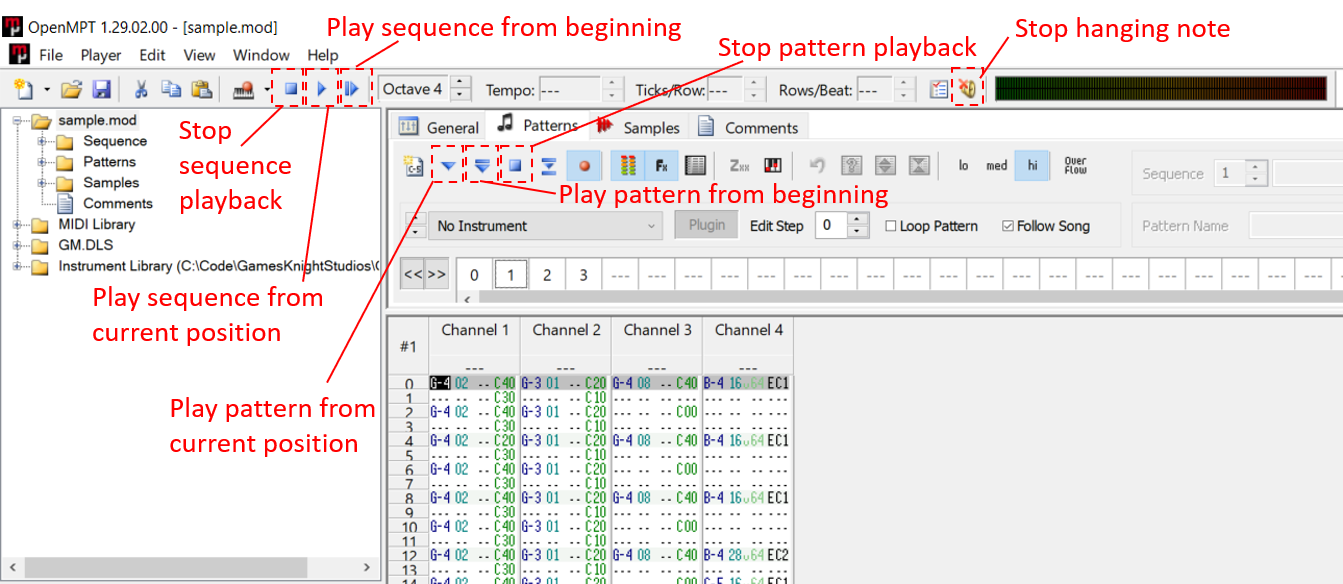 OpenMPT 1.29.02.00 - [sample.mod]
Play sequence from beginning
Stop pattern playback
Stop hanging note
File Player Edit View Window Help
Octave 4 Tempo: --- Ticks/Row: --- Rows/Beat: ---
sample.mod
Sequence
Patterns
Samples
Comments
MIDI Library
GM.DLS
Instrument Library (C:\Code\GamesKnightStudios\
Stop
sequence
playback
Play sequence from
current position
Play pattern from
current position
General Patterns Samples Comments
Fx Zxx lo med hi Over Flow Sequence 1
Play pattern from beginning
No Instrument Plugin Edit Step 0 Loop Pattern Follow Song Pattern Name
<< >> 0 1 2 3 --- --- --- --- --- --- --- --- --- --- --- --- --- --- --- --- --- --- --- ---
#1 Channel 1 Channel 2 Channel 3 Channel 4
--- --- --- ---
0 G-4 02 ·· C40 G-3 01 ·· C20 G-4 08 ·· C40 B-4 16 v64 EC1
1 ··· ·· ·· C30 ··· ·· ·· C10 ··· ·· ·· ··· ··· ·· ·· ···
2 G-4 02 ·· C40 G-3 01 ·· C20 ··· ·· ·· C00 ··· ·· ·· ···
3 ··· ·· ·· C30 ··· ·· ·· C10 ··· ·· ·· ··· ··· ·· ·· ···
4 G-4 02 ·· C20 G-3 01 ·· C20 G-4 08 ·· C40 B-4 16 v64 EC1
5 ··· ·· ·· C30 ··· ·· ·· C10 ··· ·· ·· ··· ··· ·· ·· ···
6 G-4 02 ·· C40 G-3 01 ·· C20 ··· ·· ·· C00 ··· ·· ·· ···
7 ··· ·· ·· C30 ··· ·· ·· C10 ··· ·· ·· ··· ··· ·· ·· ···
8 G-4 02 ·· C40 G-3 01 ·· C20 G-4 08 ·· C40 B-4 16 v64 EC1
9 ··· ·· ·· C30 ··· ·· ·· C10 ··· ·· ·· ··· ··· ·· ·· ···
10 G-4 02 ·· C40 G-3 01 ·· C20 ··· ·· ·· C00 ··· ·· ·· ···
11 ··· ·· ·· C30 ··· ·· ·· C10 ··· ·· ·· ··· ··· ·· ·· ···
12 G-4 02 ·· C40 G-3 01 ·· C20 G-4 08 ·· C40 B-4 28 v64 EC2
13 ··· ·· ·· C30 ··· ·· ·· C10 ··· ·· ·· ··· ··· ·· ·· ···